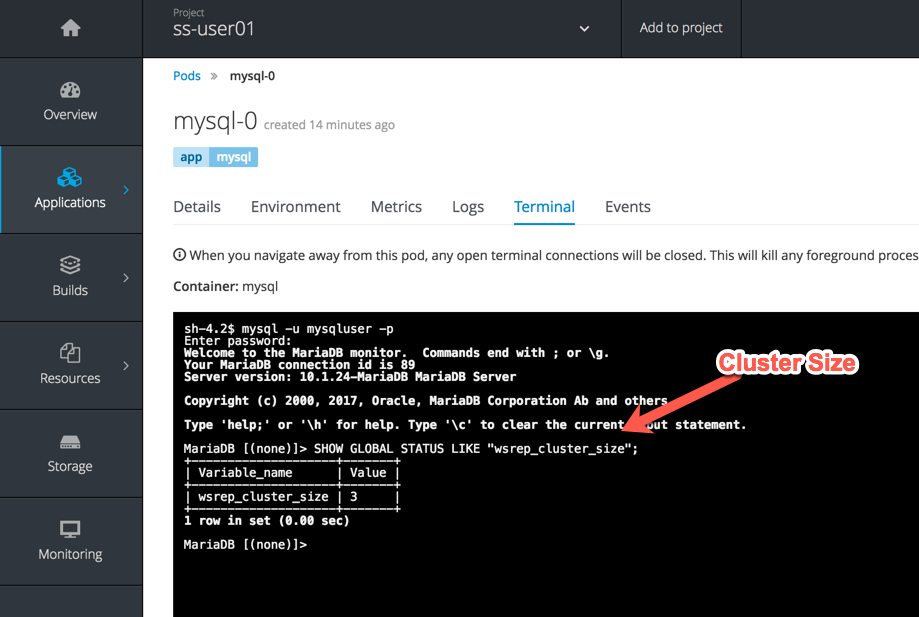 Project
ss-user01
Add to project
Overview
Applications
Builds
Resources
Storage
Monitoring
Pods » mysql-0
mysql-0 created 14 minutes ago
app mysql
Details Environment Metrics Logs Terminal Events
When you navigate away from this pod, any open terminal connections will be closed. This will kill any foreground proces
Container: mysql
sh-4.2$ mysql -u mysqluser -p
Enter password:
Welcome to the MariaDB monitor.  Commands end with ; or \g.
Your MariaDB connection id is 89
Server version: 10.1.24-MariaDB MariaDB Server
Copyright (c) 2000, 2017, Oracle, MariaDB Corporation Ab and others
Type 'help;' or '\h' for help. Type '\c' to clear the current put statement.
MariaDB [(none)]> SHOW GLOBAL STATUS LIKE "wsrep_cluster_size";
+--------------------+-------+
| Variable_name      | Value |
+--------------------+-------+
| wsrep_cluster_size | 3     |
+--------------------+-------+
1 row in set (0.00 sec)
MariaDB [(none)]>
Cluster Size